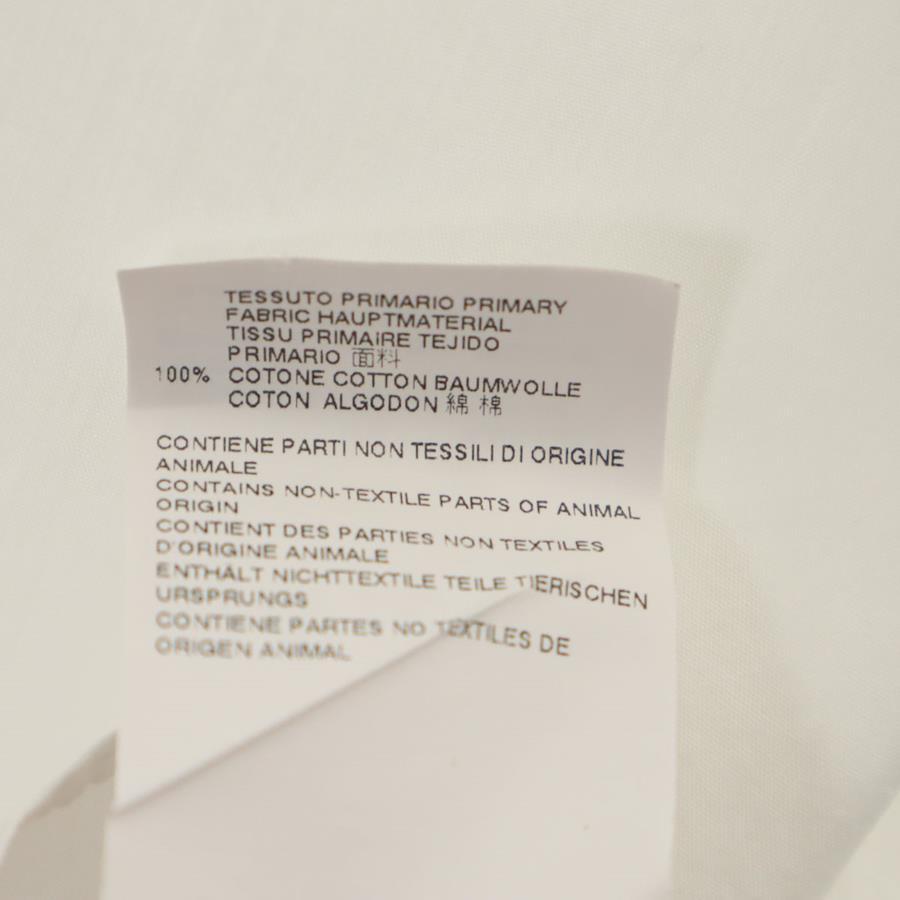 TESSUTO PRIMARIO PRIMARY
FABRIC HAUPTMATERIAL
TISSU PRIMAIRE TEJIDO
PRIMARIO 面料
100% COTONE COTTON BAUMWOLLE
COTON ALGODON 綿 棉
CONTIENE PARTI NON TESSILI DI ORIGINE
ANIMALE
CONTAINS NON-TEXTILE PARTS OF ANIMAL
ORIGIN
CONTIENT DES PARTIES NON TEXTILES
D'ORIGINE ANIMALE
ENTHÄLT NICHTTEXTILE TEILE TIERISCHEN
URSPRUNGS
CONTIENE PARTES NO TEXTILES DE
ORIGEN ANIMAL